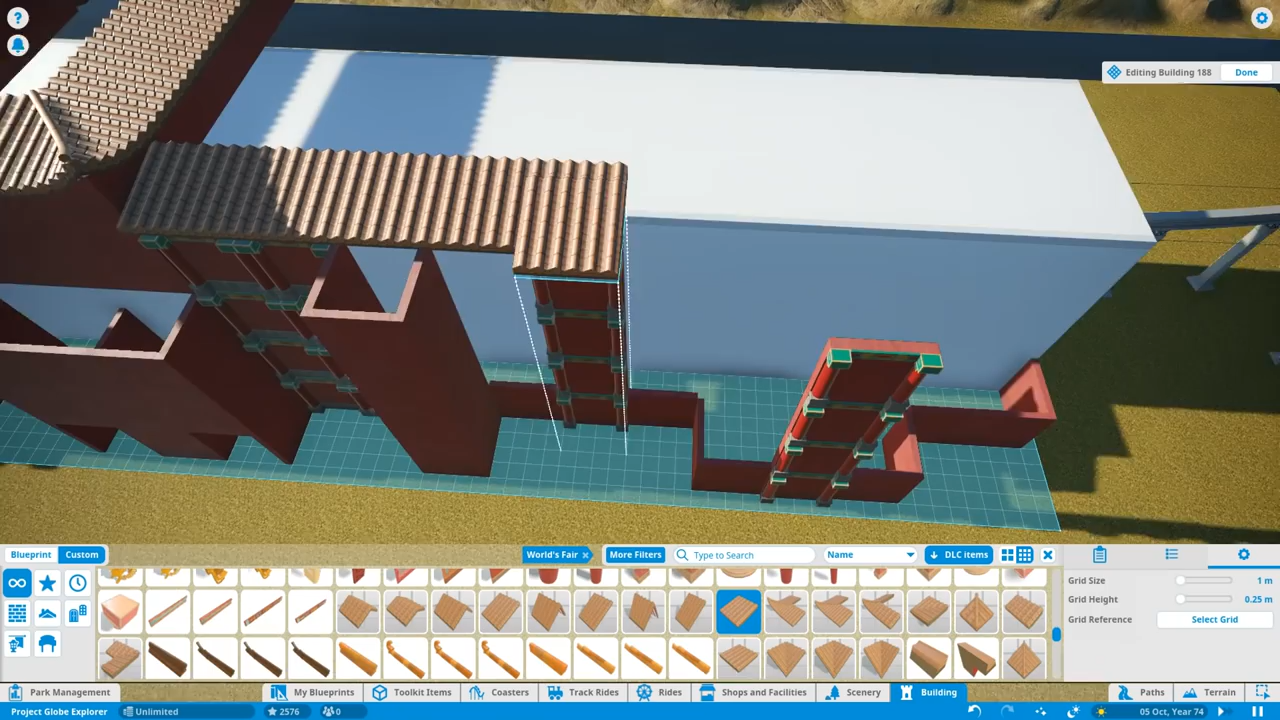 ?
Editing Building 188 Done
Blueprint Custom World's Fair × More Filters Type to Search Name DLC items
Grid Size 1 m
Grid Height 0.25 m
Grid Reference Select Grid
Park Management My Blueprints Toolkit Items Coasters Track Rides Rides Shops and Facilities Scenery Building Paths Terrain
Project Globe Explorer Unlimited 2576 0 05 Oct, Year 74